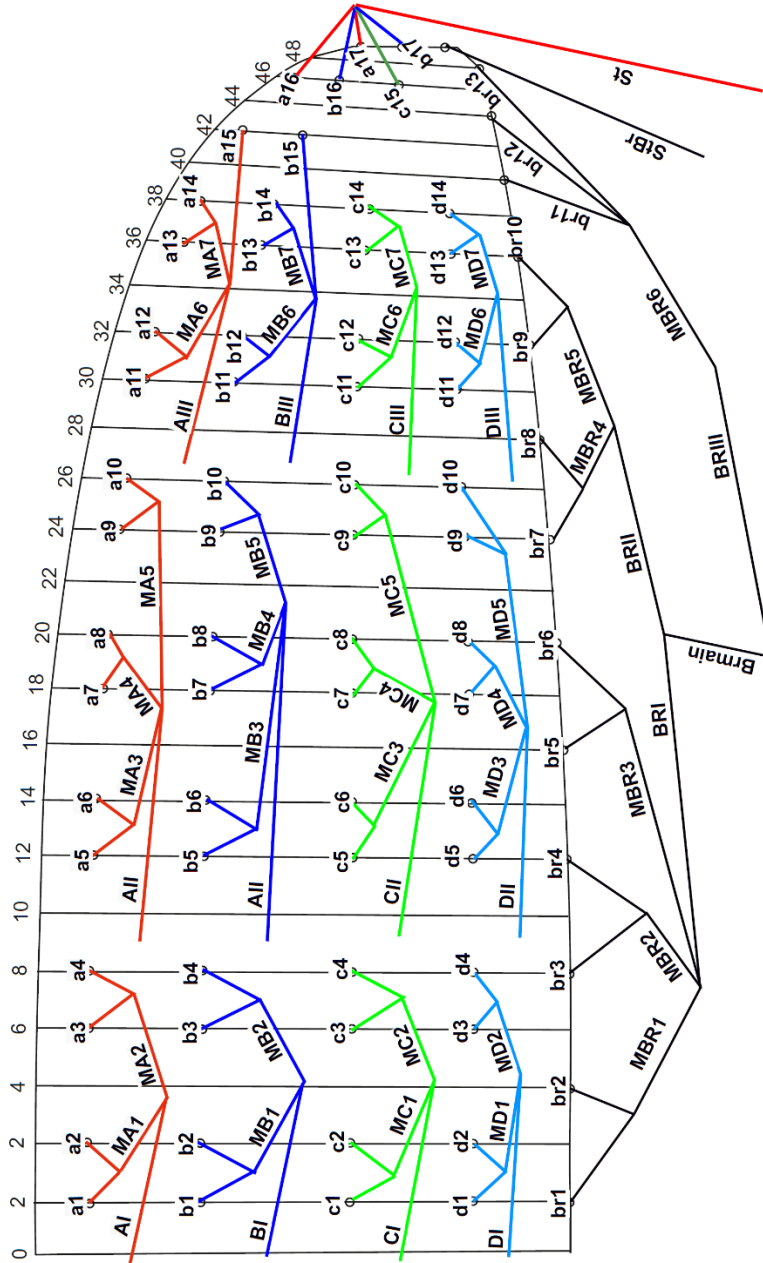 0 2 2 4 6 8 10 12 14 16 18 20 22 24 26 28 30 32 34 36 38 40 42 44 46 48
a1 a2 a3 a4 a5 a6 a7 a8 a9 a10 a11 a12 a13 a14 a15 a16 a17
AI MA1 MA2 AII MA3 MA4 MA5 AIII MA6 MA7
b1 b2 b3 b4 b5 b6 b7 b8 b9 b10 b11 b12 b13 b14 b15 b16 b17
BI MB1 MB2 AII MB3 MB4 MB5 BIII MB6 MB7
c1 c2 c3 c4 c5 c6 c7 c8 c9 c10 c11 c12 c13 c14 c15
CI MC1 MC2 CII MC3 MC4 MC5 CIII MC6 MC7
d1 d2 d3 d4 d5 d6 d7 d8 d9 d10 d11 d12 d13 d14
DI MD1 MD2 DII MD3 MD4 MD5 DIII MD6 MD7
br1 br2 br3 br4 br5 br6 br7 br8 br9 br10 br11 br12 br13
MBR1 MBR2 MBR3 MBR4 MBR5 MBR6
BRI BRII BRIII
Brmain StBr St